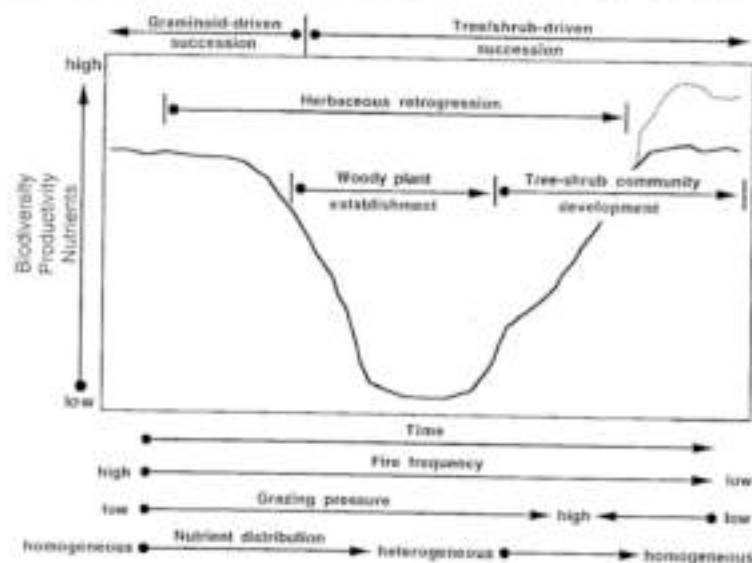 Graminoid-driven
succession
Tree/shrub-driven
succession
high
Herbaceous retrogression
Woody plant
establishment
Tree-shrub community
development
Biodiversity
Productivity
Nutrients
low
Time
high Fire frequency low
low Grazing pressure high low
homogeneous Nutrient distribution heterogeneous homogeneous